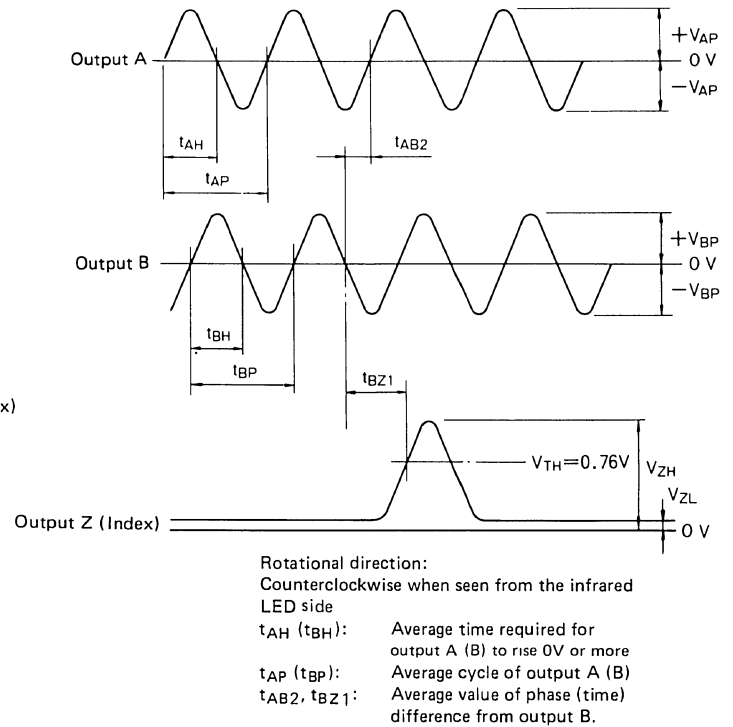 +VAP
Output A
0 V
−VAP
tAH
tAB2
tAP
+VBP
Output B
0 V
−VBP
tBH
tBP
tBZ1
x)
VTH=0.76V
VZH
VZL
Output Z (Index)
0 V
Rotational direction:
Counterclockwise when seen from the infrared
LED side
tAH (tBH): Average time required for
output A (B) to rise 0V or more
tAP (tBP): Average cycle of output A (B)
tAB2, tBZ1: Average value of phase (time)
difference from output B.